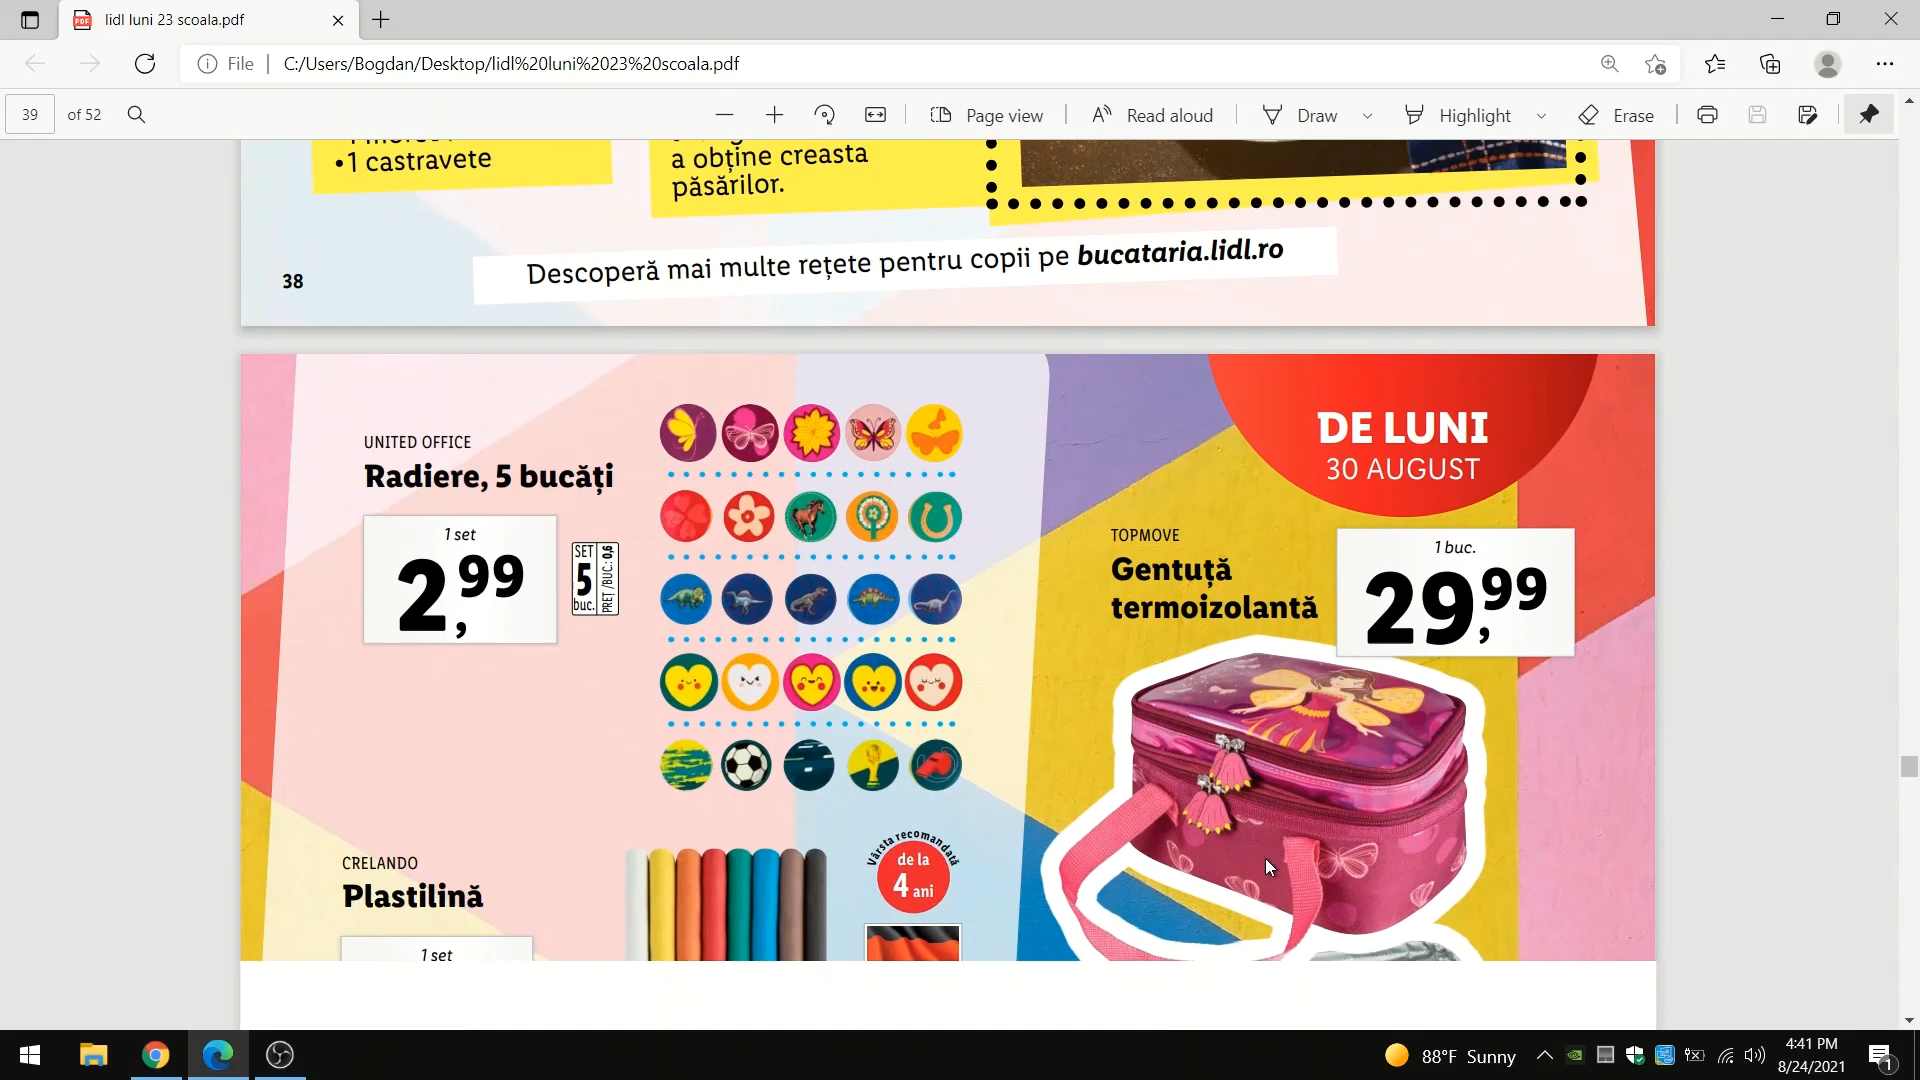 lidl luni 23 scoala.pdf
File
C:/Users/Bogdan/Desktop/lidl%20luni%2023%20scoala.pdf
39
of 52
Page view
Read aloud
Draw
Highlight
Erase
•1 castravete
a obține creasta
păsărilor.
Descoperă mai multe rețete pentru copii pe bucataria.lidl.ro
38
DE LUNI
30 AUGUST
UNITED OFFICE
Radiere, 5 bucăți
1 set
2,99
SET
5
buc.
PREȚ /BUC: 0,6
TOPMOVE
Gentuță
termoizolantă
1 buc.
29,99
CRELANDO
Plastilină
1 set
Vârsta recomandată
de la
4 ani
88°F Sunny
4:41 PM
8/24/2021
1